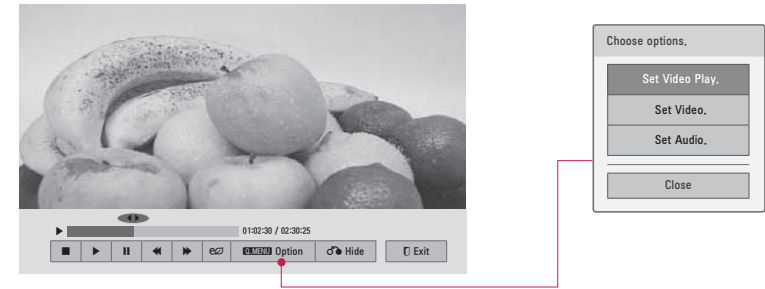 Choose options.
Set Video Play.
Set Video.
Set Audio.
Close
01:02:30 / 02:30:25
Q.MENU Option Hide Exit